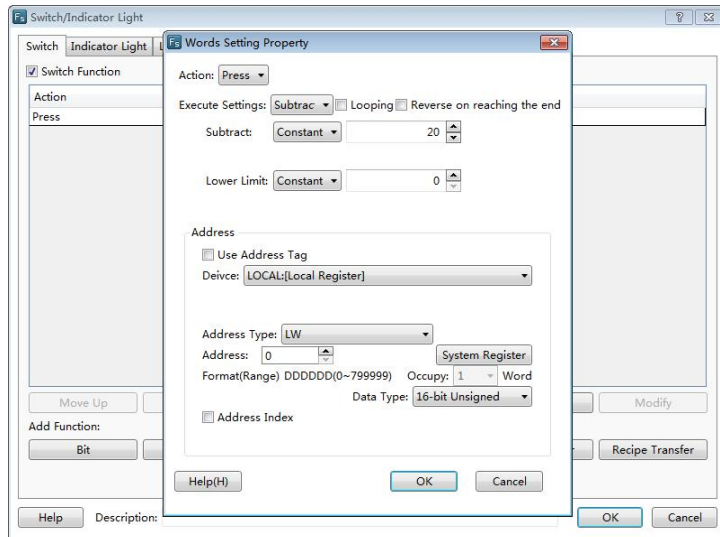 Fs Switch/Indicator Light
Switch Indicator Light L
Switch Function
Action
Press
Move Up
Modify
Add Function:
Bit
Recipe Transfer
Help Description: OK Cancel
Fs Words Setting Property
Action: Press
Execute Settings: Subtrac Looping Reverse on reaching the end
Subtract: Constant 20
Lower Limit: Constant 0
Address
Use Address Tag
Deivce: LOCAL:[Local Register]
Address Type: LW
Address: 0 System Register
Format(Range) DDDDDD(0~799999) Occupy: 1 Word
Data Type: 16-bit Unsigned
Address Index
Help(H) OK Cancel